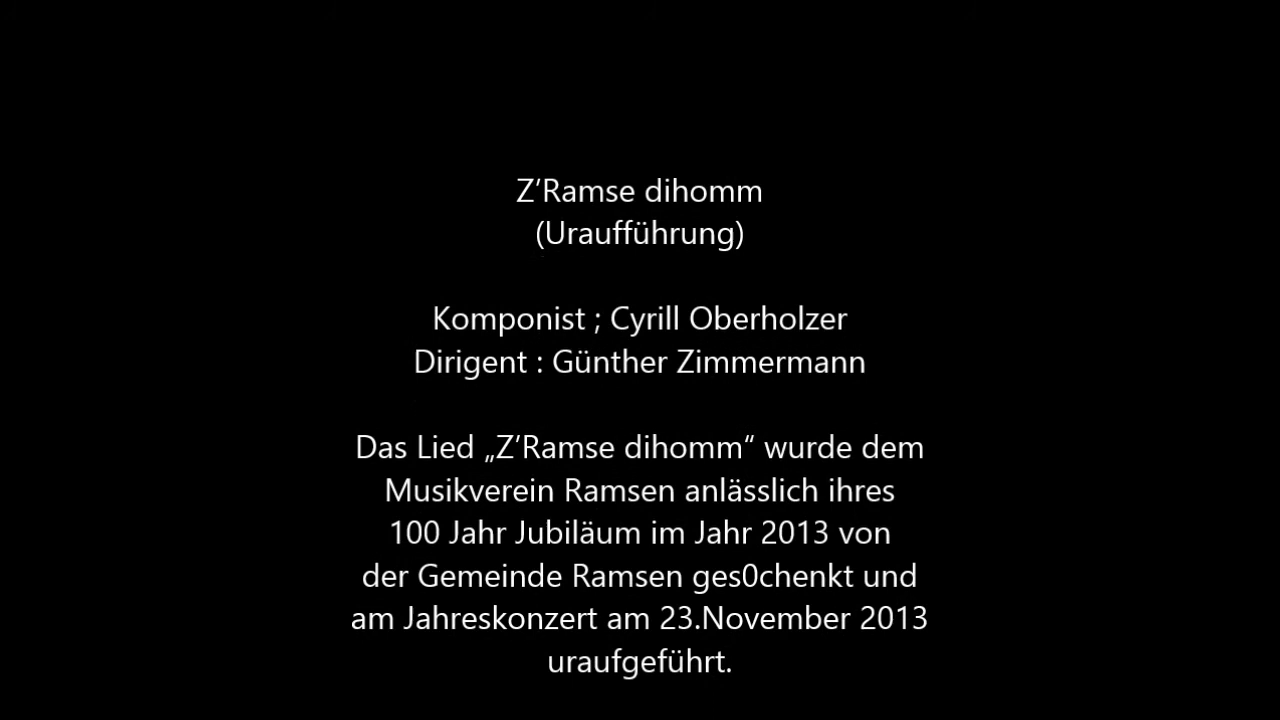 Z’Ramse dihomm
(Uraufführung)
Komponist ; Cyrill Oberholzer
Dirigent : Günther Zimmermann
Das Lied „Z’Ramse dihomm“ wurde dem
Musikverein Ramsen anlässlich ihres
100 Jahr Jubiläum im Jahr 2013 von
der Gemeinde Ramsen ges0chenkt und
am Jahreskonzert am 23.November 2013
uraufgeführt.